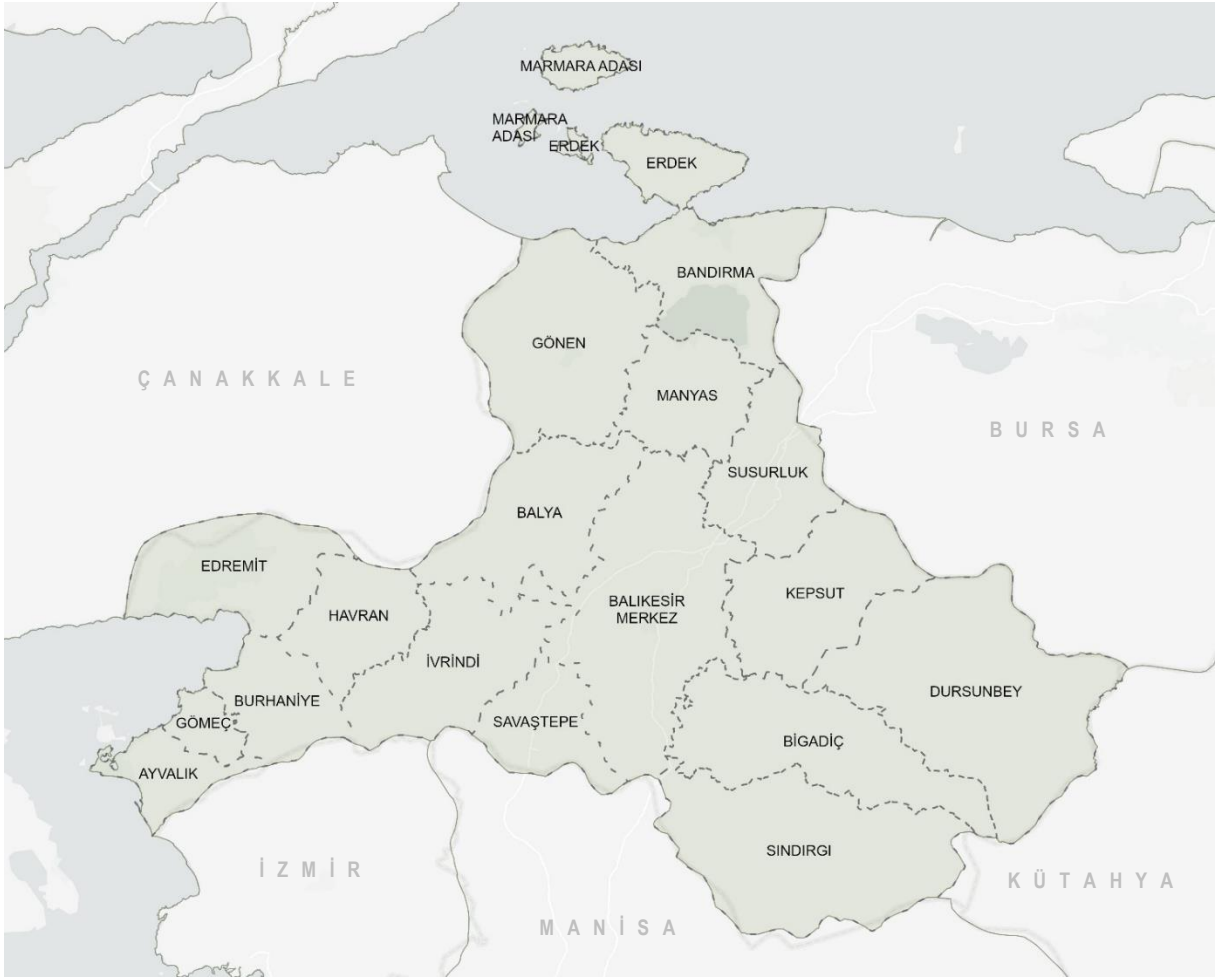 MARMARA ADASI
MARMARA
ADASI
ERDEK
ERDEK
BANDIRMA
GÖNEN
ÇANAKKALE
MANYAS
BURSA
SUSURLUK
BALYA
EDREMİT
HAVRAN
BALIKESİR
MERKEZ
KEPSUT
İVRİNDİ
DURSUNBEY
BURHANİYE
GÖMEÇ
SAVAŞTEPE
BİGADİÇ
AYVALIK
SINDIRGI
İZMİR
KÜTAHYA
MANİSA